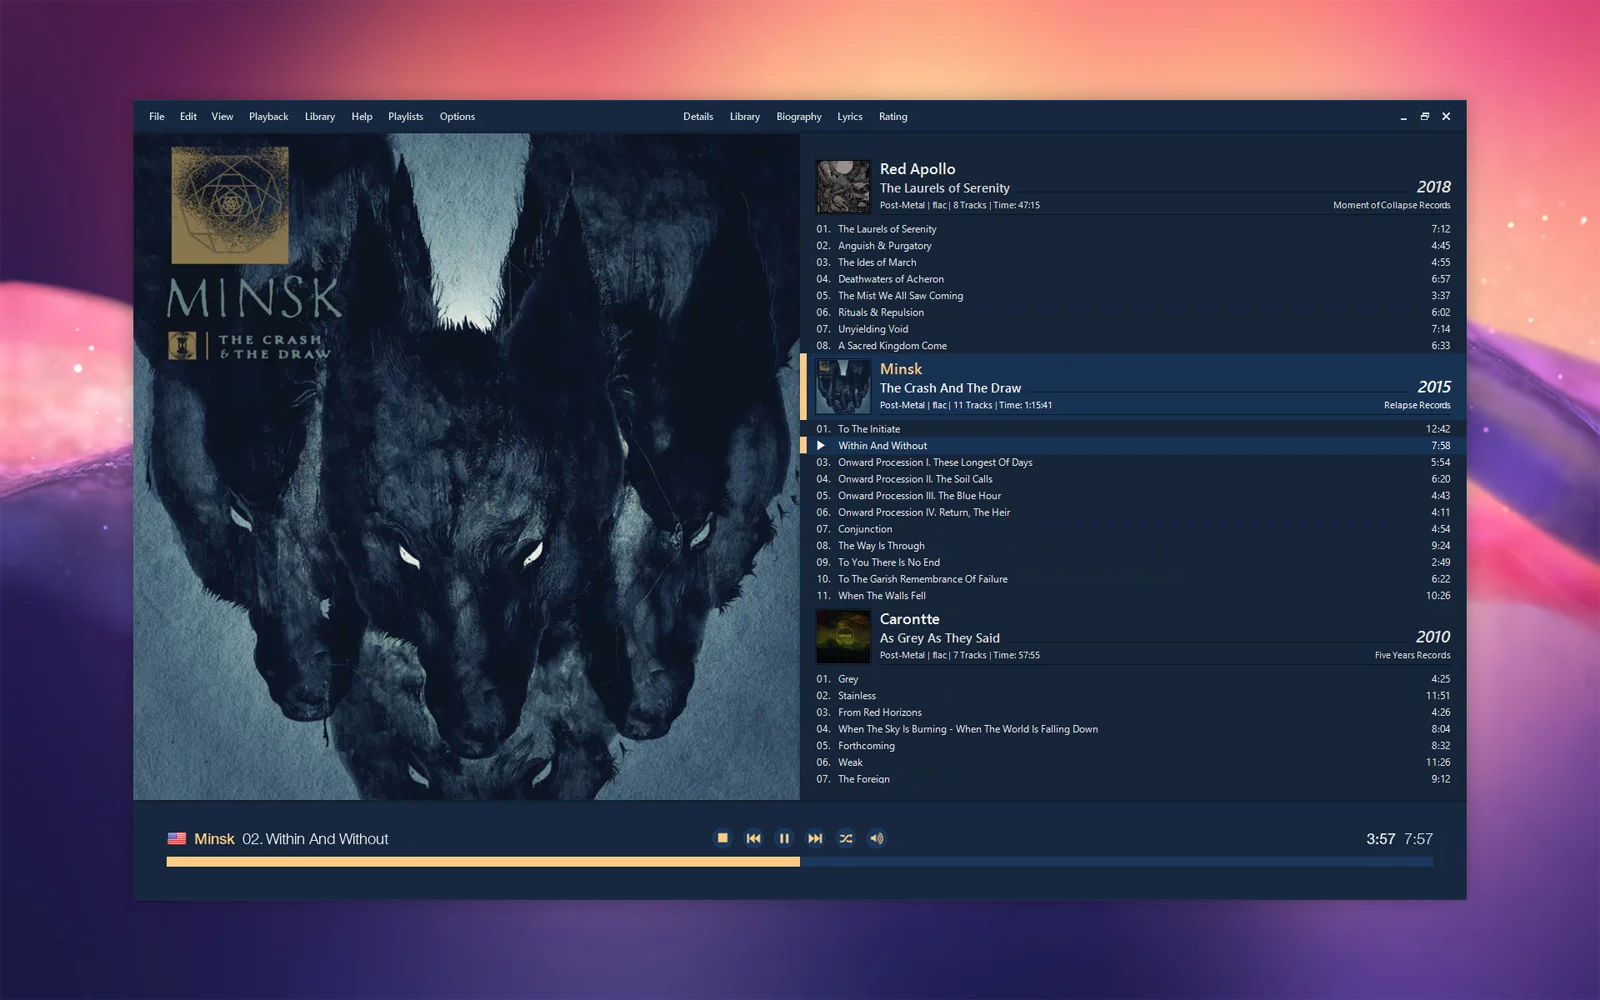 File Edit View Playback Library Help Playlists Options Details Library Biography Lyrics Rating
MINSK
THE CRASH
& THE DRAW
Red Apollo
The Laurels of Serenity 2018
Post-Metal | flac | 8 Tracks | Time: 47:15 Moment of Collapse Records
01. The Laurels of Serenity 7:12
02. Anguish & Purgatory 4:45
03. The Ides of March 4:55
04. Deathwaters of Acheron 6:57
05. The Mist We All Saw Coming 3:37
06. Rituals & Repulsion 6:02
07. Unyielding Void 7:14
08. A Sacred Kingdom Come 6:33
Minsk
The Crash And The Draw 2015
Post-Metal | flac | 11 Tracks | Time: 1:15:41 Relapse Records
01. To The Initiate 12:42
Within And Without 7:58
03. Onward Procession I. These Longest Of Days 5:54
04. Onward Procession II. The Soil Calls 6:20
05. Onward Procession III. The Blue Hour 4:43
06. Onward Procession IV. Return, The Heir 4:11
07. Conjunction 4:54
08. The Way Is Through 9:24
09. To You There Is No End 2:49
10. To The Garish Remembrance Of Failure 6:22
11. When The Walls Fell 10:26
Carontte
As Grey As They Said 2010
Post-Metal | flac | 7 Tracks | Time: 57:55 Five Years Records
01. Grey 4:25
02. Stainless 11:51
03. From Red Horizons 4:26
04. When The Sky Is Burning - When The World Is Falling Down 8:04
05. Forthcoming 8:32
06. Weak 11:26
07. The Foreign 9:12
Minsk 02. Within And Without 3:57 7:57